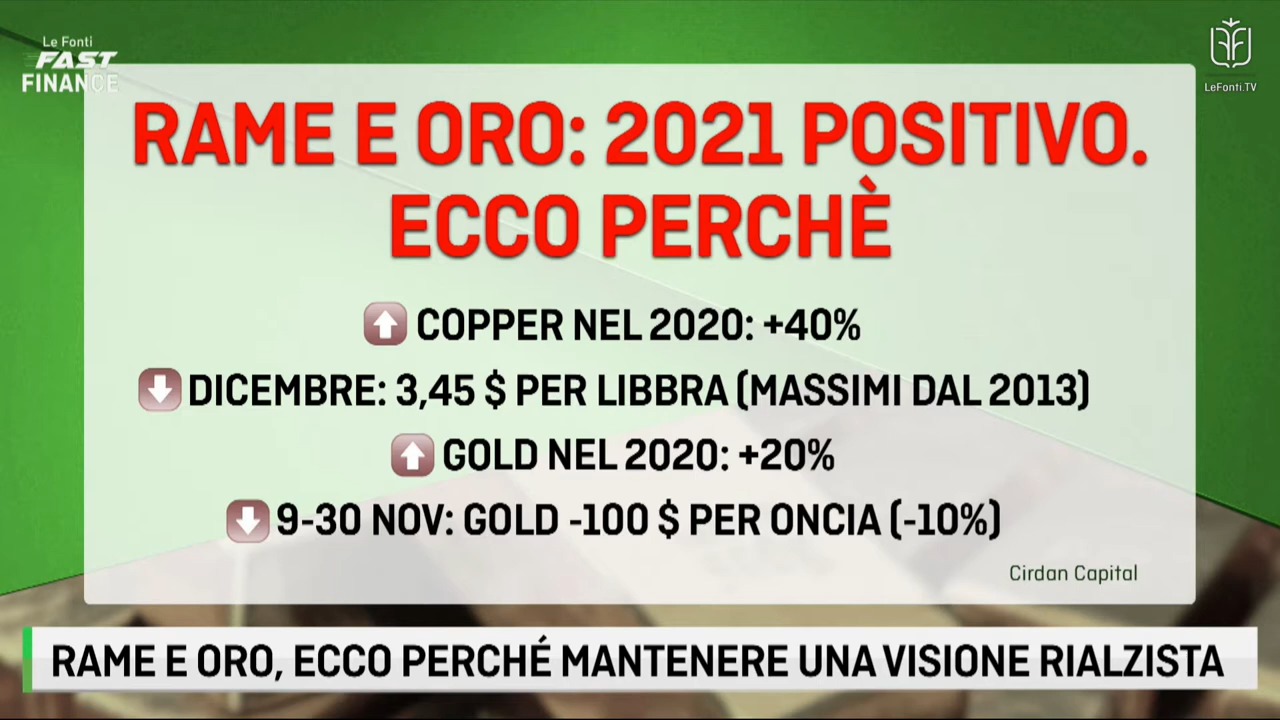 Le Fonti
FAST
FINANCE
LeFonti.TV
RAME E ORO: 2021 POSITIVO.
ECCO PERCHÈ
COPPER NEL 2020: +40%
DICEMBRE: 3,45 $ PER LIBBRA (MASSIMI DAL 2013)
GOLD NEL 2020: +20%
9-30 NOV: GOLD -100 $ PER ONCIA (-10%)
Cirdan Capital
RAME E ORO, ECCO PERCHÉ MANTENERE UNA VISIONE RIALZISTA